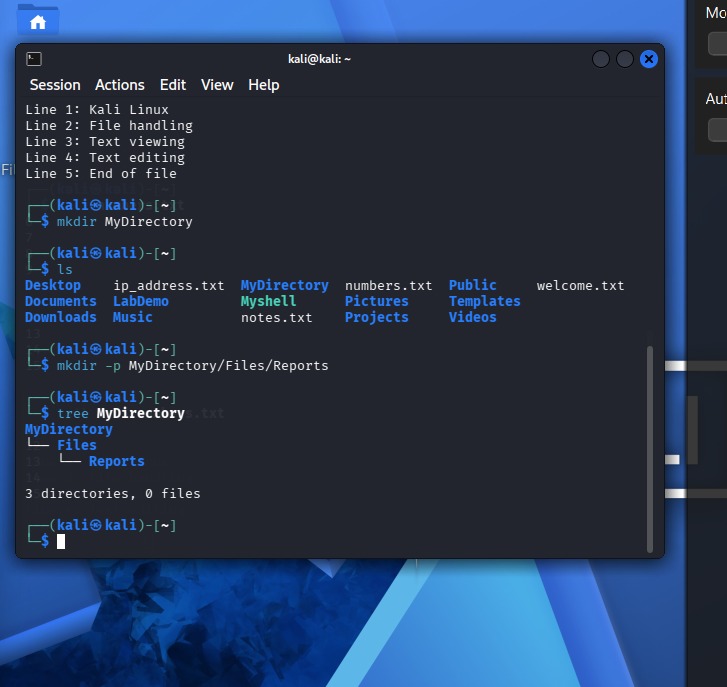 kali@kali: ~
Session Actions Edit View Help
Line 1: Kali Linux
Line 2: File handling
Line 3: Text viewing
Line 4: Text editing
Line 5: End of file
┌──(kali㉿kali)-[~]
└─$ mkdir MyDirectory
┌──(kali㉿kali)-[~]
└─$ ls
Desktop ip_address.txt MyDirectory numbers.txt Public welcome.txt
Documents LabDemo Myshell Pictures Templates
Downloads Music notes.txt Projects Videos
┌──(kali㉿kali)-[~]
└─$ mkdir -p MyDirectory/Files/Reports
┌──(kali㉿kali)-[~]
└─$ tree MyDirectory
MyDirectory
└── Files
    └── Reports
3 directories, 0 files
┌──(kali㉿kali)-[~]
└─$